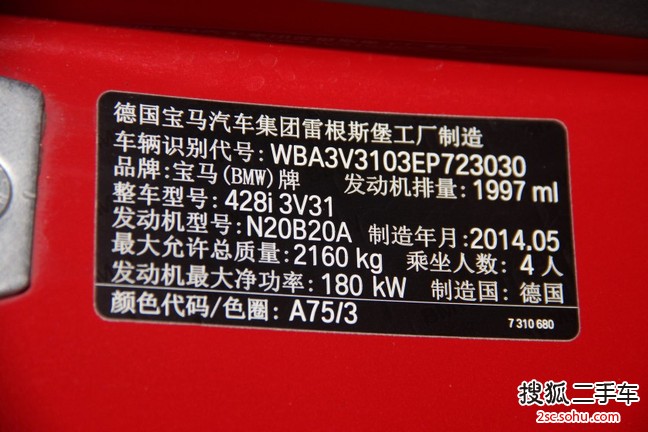 德国宝马汽车集团雷根斯堡工厂制造
车辆识别代号: WBA3V3103EP723030
品牌: 宝马(BMW)牌 发动机排量: 1997 ml
整车型号: 428i 3V31
发动机型号: N20B20A 制造年月: 2014.05
最大允许总质量: 2160 kg 乘坐人数: 4 人
发动机最大净功率: 180 kW 制造国: 德国
颜色代码/色圈: A75/3
7 310 680
搜狐二手车
2sc.sohu.com